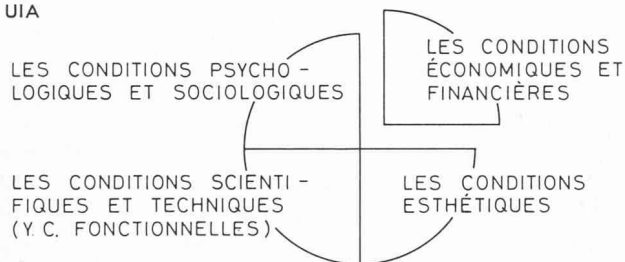 UIA
LES CONDITIONS PSYCHO -
LOGIQUES ET SOCIOLOGIQUES
LES CONDITIONS
ÉCONOMIQUES ET
FINANCIÈRES
LES CONDITIONS SCIENTI -
FIQUES ET TECHNIQUES
(Y. C. FONCTIONNELLES)
LES CONDITIONS
ESTHÉTIQUES